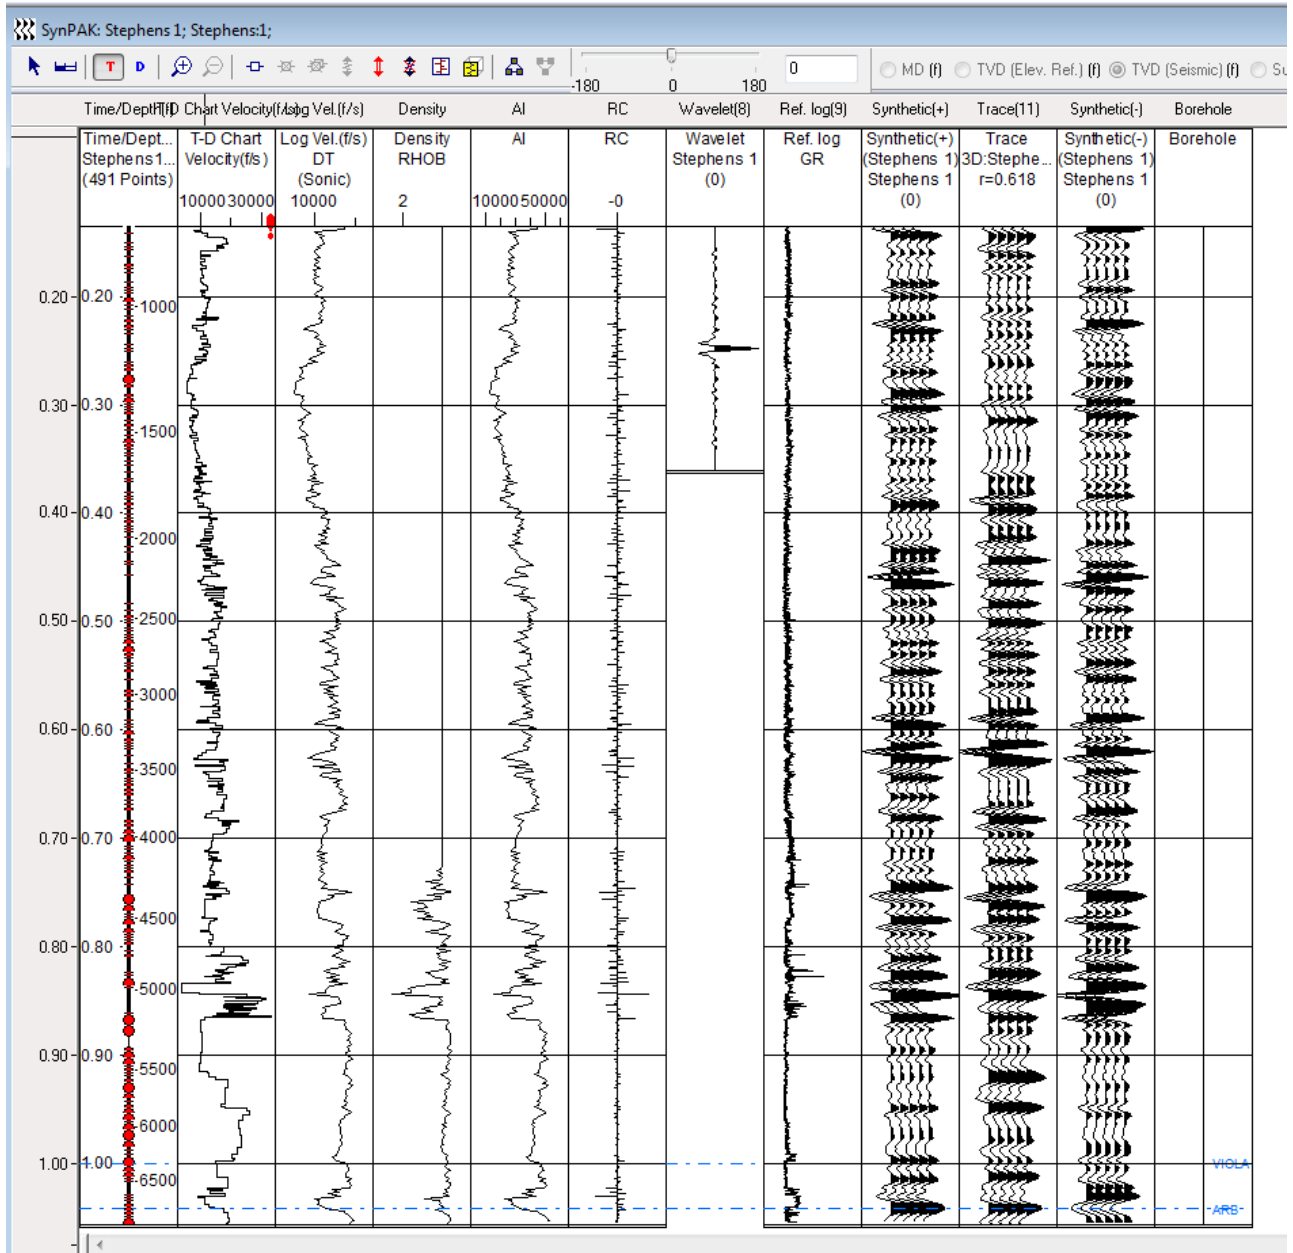 SynPAK: Stephens 1; Stephens:1;
T D
-180 0 180
0
MD (f) TVD (Elev. Ref.) (f) TVD (Seismic) (f)
Density AI RC Wavelet(8) Ref. log(9) Synthetic(+) Trace(11) Synthetic(-) Borehole
Time/Dept... T-D Chart Log Vel.(f/s) Density AI RC Wavelet Ref. log Synthetic(+) Trace Synthetic(-) Borehole
Stephens1... Velocity(f/s) DT RHOB Stephens 1 GR (Stephens 1) 3D:Stephe... (Stephens 1)
(491 Points) (Sonic) (0) Stephens 1 r=0.618 Stephens 1
(0) (0)
10000 30000 10000 2 10000 50000 -0
0.20 0.20
1000
0.30 0.30
1500
0.40 0.40
2000
0.50 0.50 2500
3000
0.60 0.60
3500
0.70 0.70 4000
4500
0.80 0.80
5000
0.90 0.90
5500
6000
1.00 1.00 VIOLA
6500
ARB